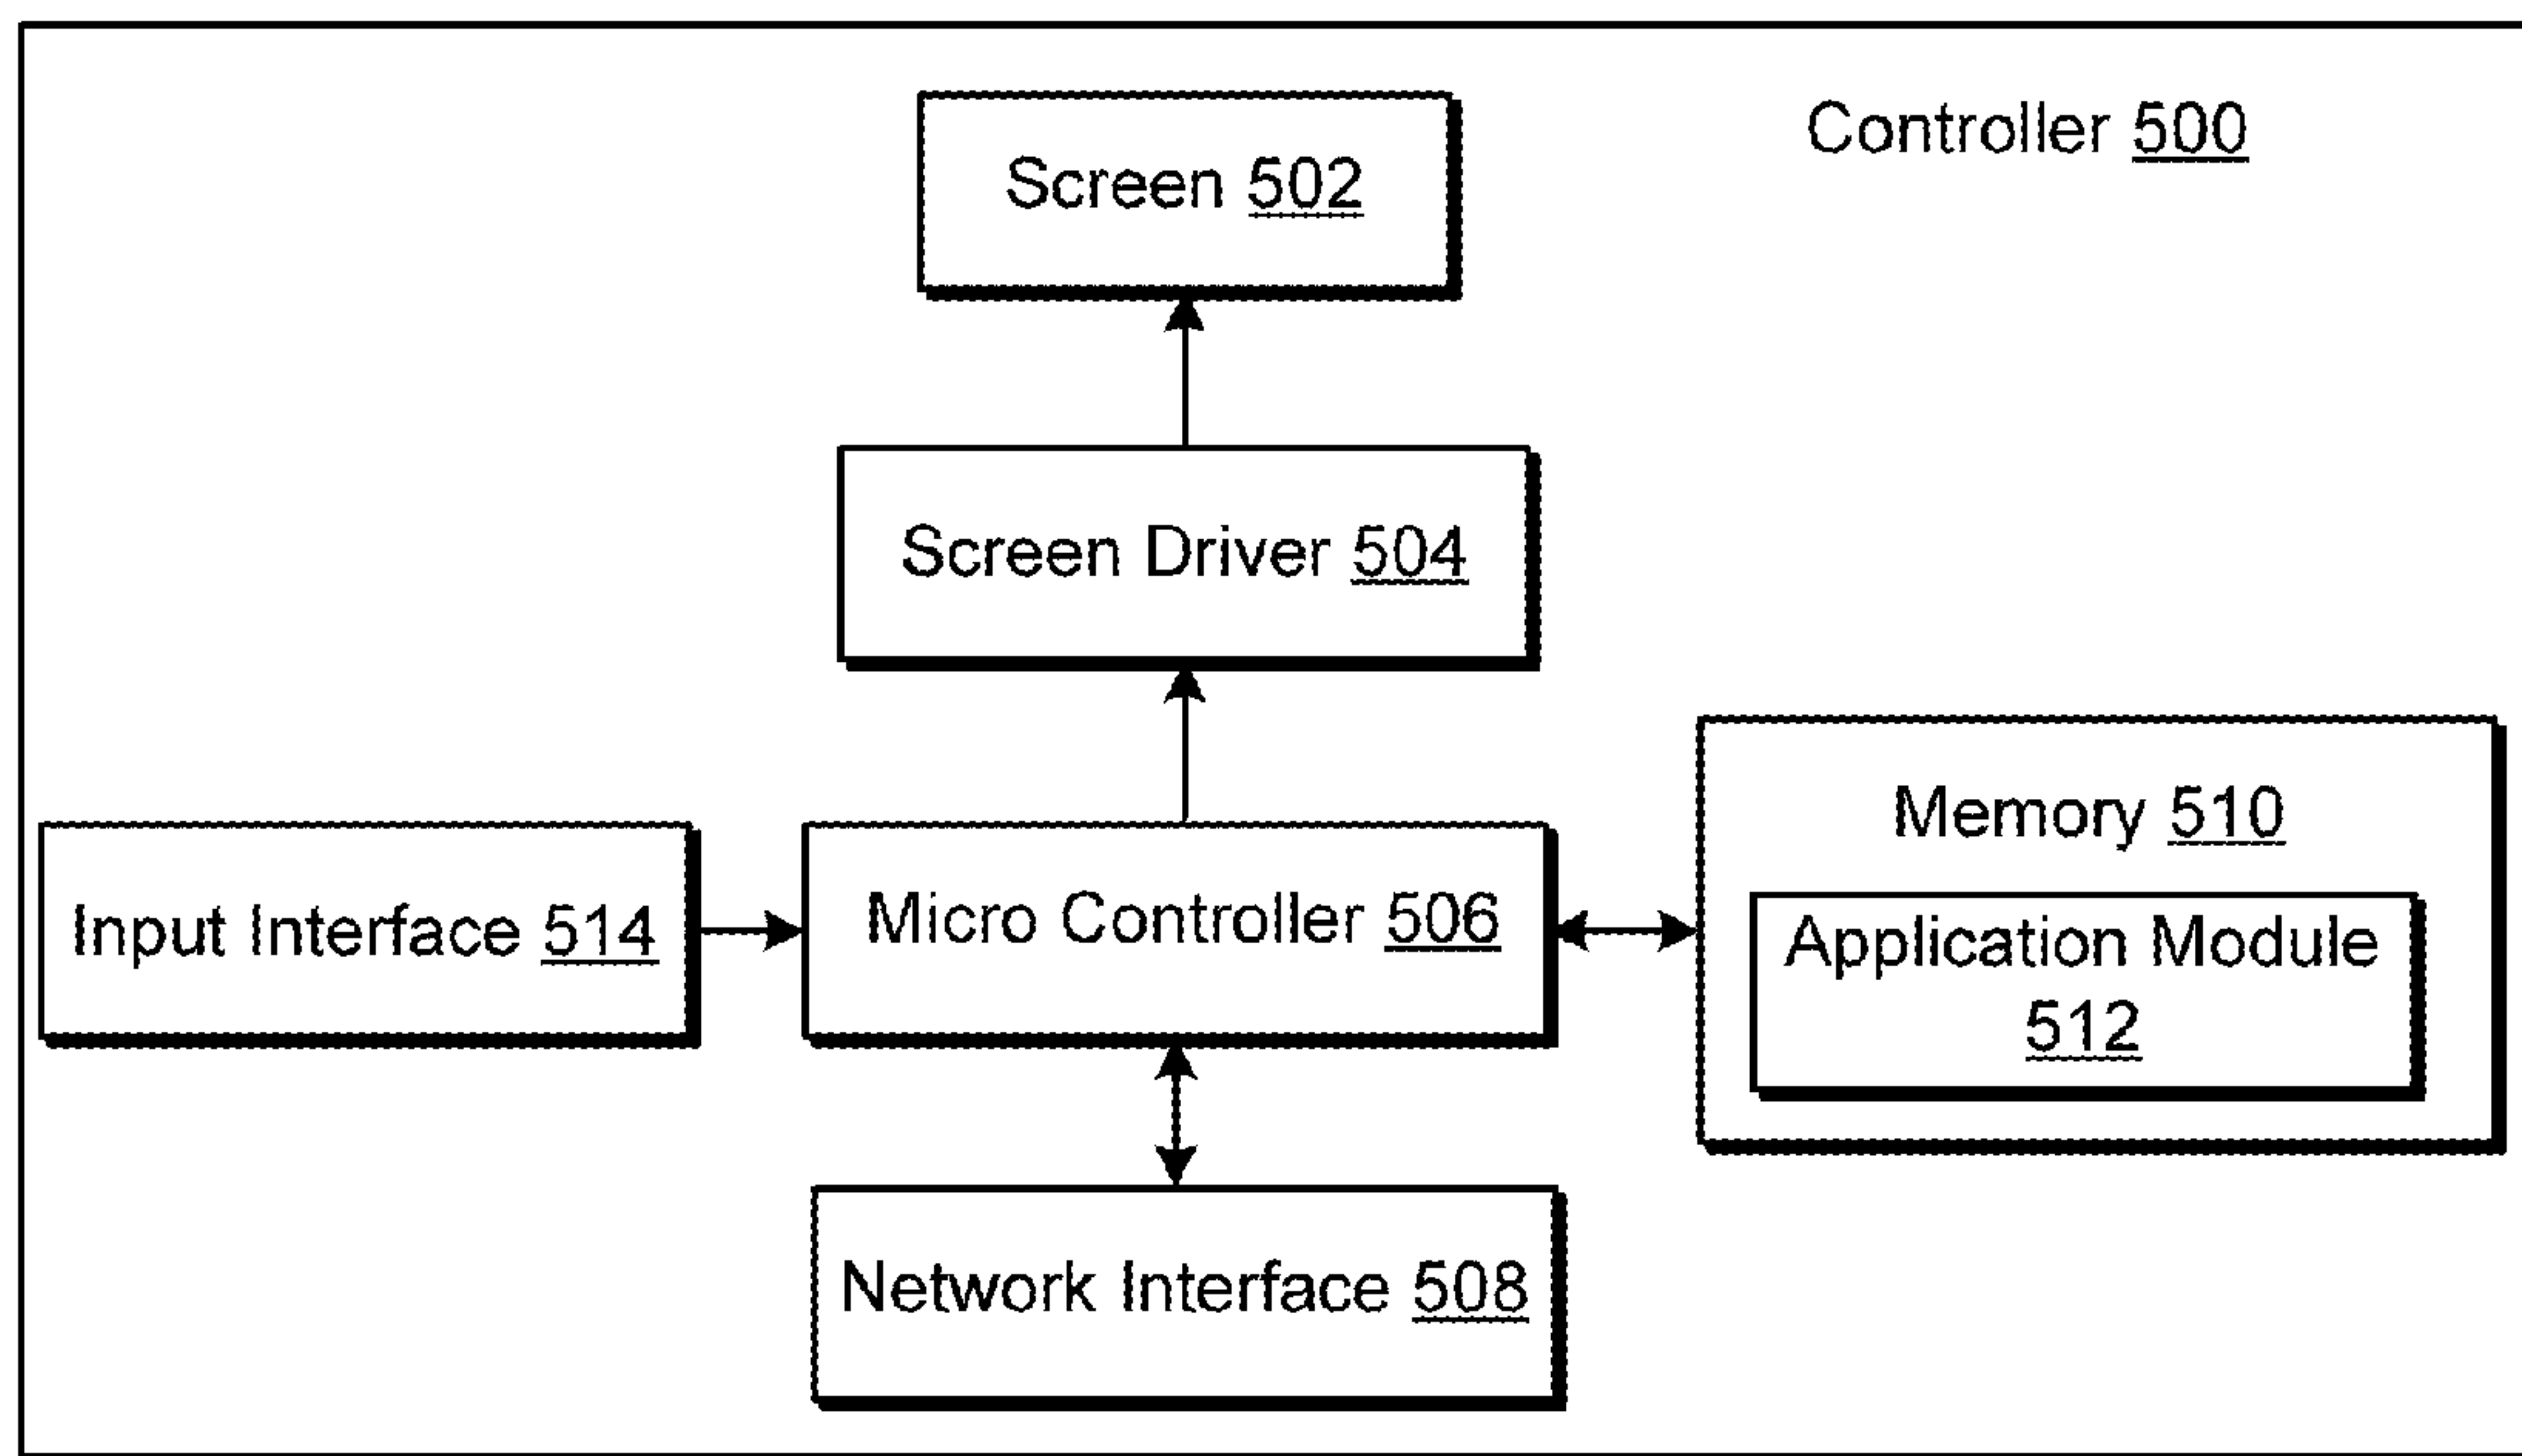 Controller 500
Screen 502
Screen Driver 504
Input Interface 514
Micro Controller 506
Memory 510
Application Module
512
Network Interface 508